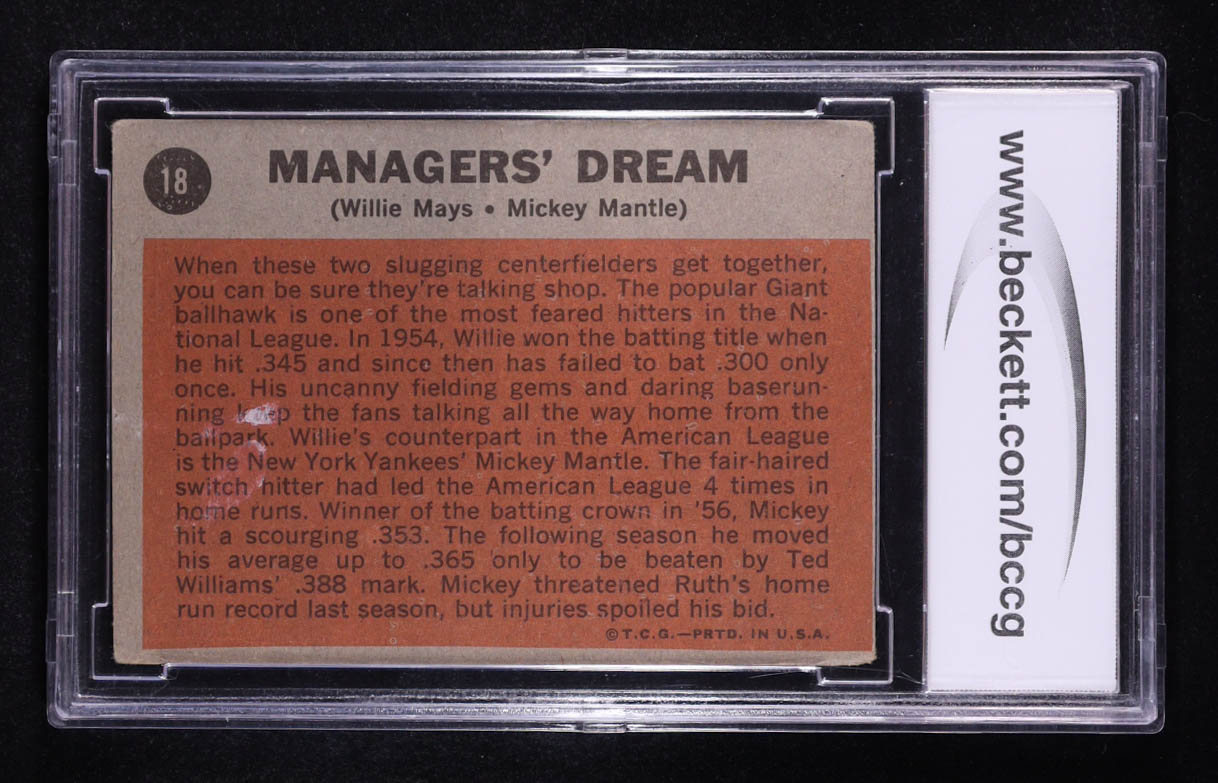 18
MANAGERS' DREAM
(Willie Mays • Mickey Mantle)
When these two slugging centerfielders get together,
you can be sure they're talking shop. The popular Giant
ballhawk is one of the most feared hitters in the Na-
tional League. In 1954, Willie won the batting title when
he hit .345 and since then has failed to bat .300 only
once. His uncanny fielding gems and daring baserun-
ning keep the fans talking all the way home from the
ballpark. Willie's counterpart in the American League
is the New York Yankees' Mickey Mantle. The fair-haired
switch hitter had led the American League 4 times in
home runs. Winner of the batting crown in '56, Mickey
hit a scourging .353. The following season he moved
his average up to .365 only to be beaten by Ted
Williams' .388 mark. Mickey threatened Ruth's home
run record last season, but injuries spoiled his bid.
©T.C.G.—PRTD. IN U.S.A.
www.beckett.com/bccg